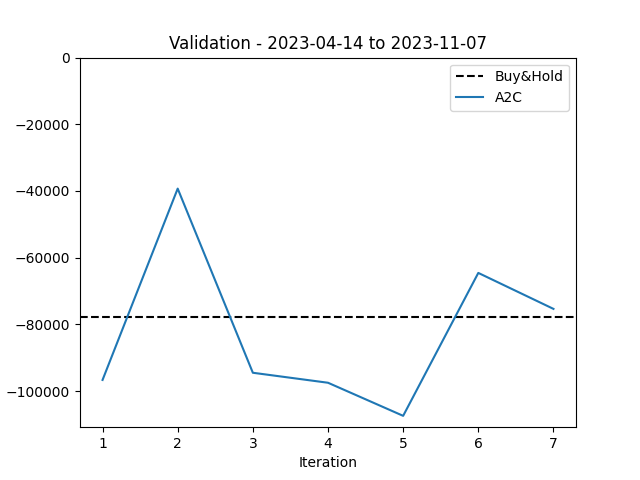 Validation - 2023-04-14 to 2023-11-07
0
−20000
−40000
−60000
−80000
−100000
Buy&Hold
A2C
1 2 3 4 5 6 7
Iteration